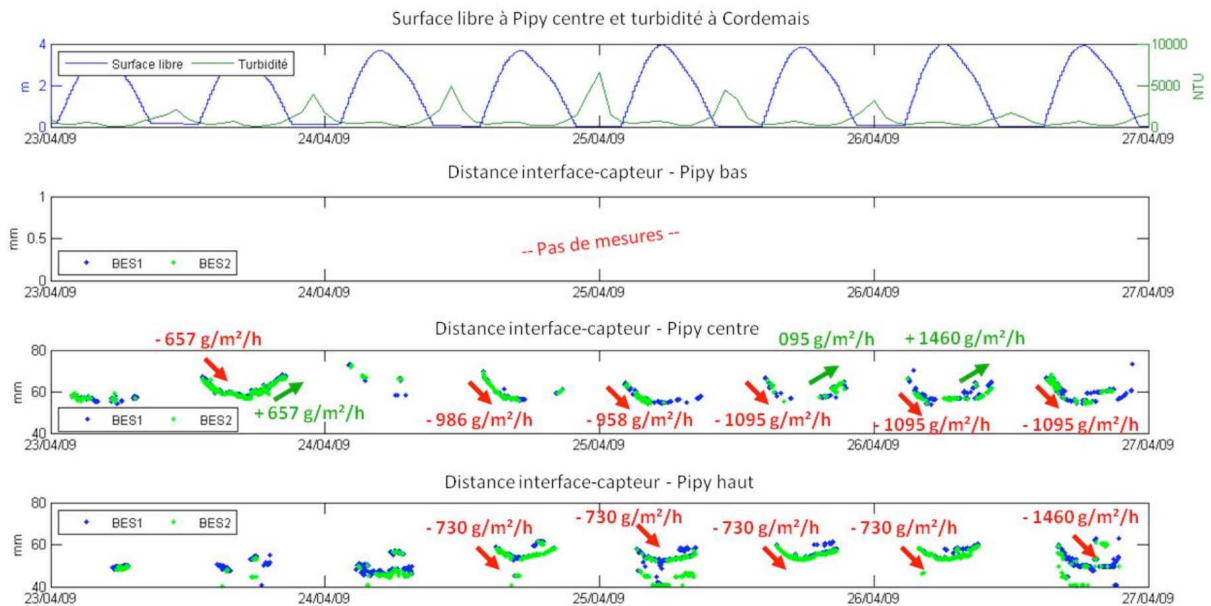 Surface libre à Pipy centre et turbidité à Cordemais
4 10000
Surface libre Turbidité
m 2 5000 NTU
0 0
23/04/09 24/04/09 25/04/09 26/04/09 27/04/09
Distance interface-capteur - Pipy bas
1
mm 0.5 -- Pas de mesures --
BES1 BES2
0
23/04/09 24/04/09 25/04/09 26/04/09 27/04/09
- 657 g/m²/h Distance interface-capteur - Pipy centre 095 g/m²/h + 1460 g/m²/h
80
mm 60
BES1 BES2 + 657 g/m²/h - 986 g/m²/h - 958 g/m²/h - 1095 g/m²/h - 1095 g/m²/h - 1095 g/m²/h
40
23/04/09 24/04/09 25/04/09 26/04/09 27/04/09
Distance interface-capteur - Pipy haut
80
BES1 BES2 - 730 g/m²/h - 730 g/m²/h - 730 g/m²/h - 730 g/m²/h - 1460 g/m²/h
mm 60
40
23/04/09 24/04/09 25/04/09 26/04/09 27/04/09